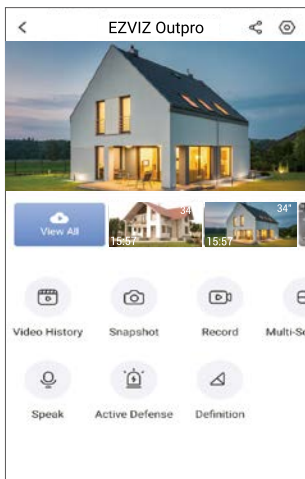 EZVIZ Outpro
View All
34"
15:57
34"
15:57
Video History
Snapshot
Record
Speak
Active Defense
Definition